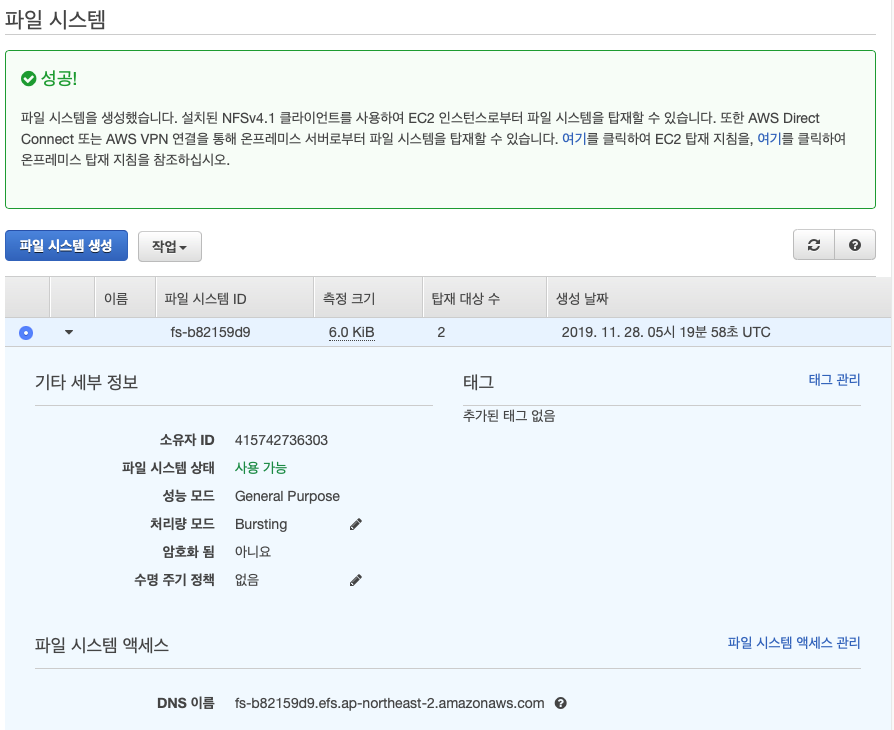 파일 시스템
성공!
파일 시스템을 생성했습니다. 설치된 NFSv4.1 클라이언트를 사용하여 EC2 인스턴스로부터 파일 시스템을 탑재할 수 있습니다. 또한 AWS Direct
Connect 또는 AWS VPN 연결을 통해 온프레미스 서버로부터 파일 시스템을 탑재할 수 있습니다. 여기를 클릭하여 EC2 탑재 지침을, 여기를 클릭하여
온프레미스 탑재 지침을 참조하십시오.
파일 시스템 생성 작업
이름 파일 시스템 ID 측정 크기 탑재 대상 수 생성 날짜
fs-b82159d9 6.0 KiB 2 2019. 11. 28. 05시 19분 58초 UTC
기타 세부 정보
소유자 ID 415742736303
파일 시스템 상태 사용 가능
성능 모드 General Purpose
처리량 모드 Bursting
암호화 됨 아니요
수명 주기 정책 없음
태그 태그 관리
추가된 태그 없음
파일 시스템 액세스 파일 시스템 액세스 관리
DNS 이름 fs-b82159d9.efs.ap-northeast-2.amazonaws.com